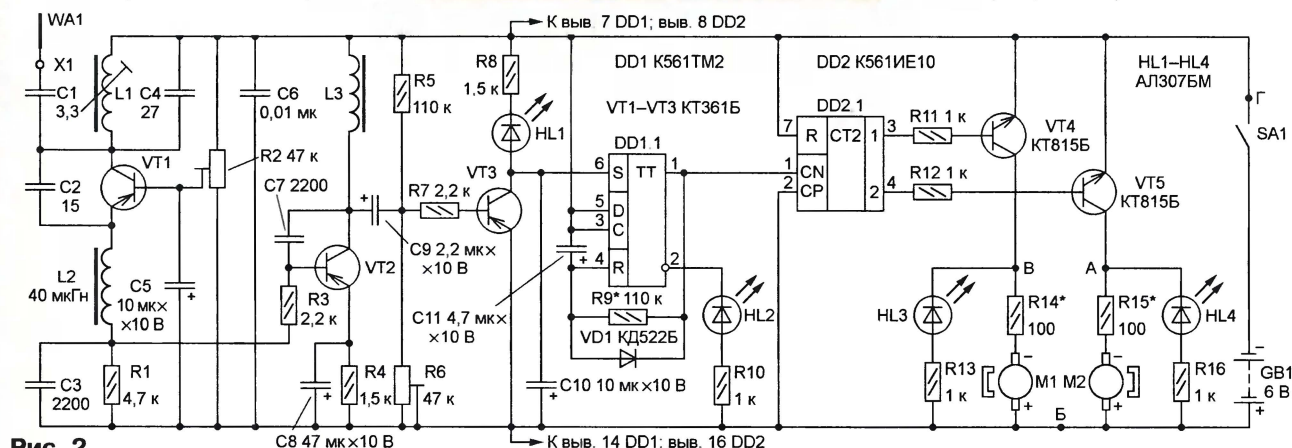 WA1
X1
C1
3,3
L1
C4
27
C2
15
VT1
R2 47 к
L2
40 мкГн
C5
10 мк×
×10 В
+
C3
2200
R1
4,7 к
C6
0,01 мк
C7 2200
L3
VT2
R3
2,2 к
C8 47 мк×10 В
+
R4
1,5 к
R5
110 к
R6
47 к
+
C9 2,2 мк×
×10 В
R7 2,2 к
VT3
R8
1,5 к
HL1
К выв. 7 DD1; выв. 8 DD2
DD1 К561ТМ2
VT1–VT3 КТ361Б
DD1.1
6 S TT 1
5 D
3 C
4 R 2
C11 4,7 мк×
×10 В
+
R9* 110 к
VD1 КД522Б
C10 10 мк×10 В
+
HL2
R10
1 к
К выв. 14 DD1; выв. 16 DD2
DD2 К561ИЕ10
DD2 1
7 R CT2 1 3
1 CN
2 CP 2 4
R11 1 к
R12 1 к
VT4
КТ815Б
VT5
КТ815Б
HL1–HL4
АЛ307БМ
Г
SA1
В
А
HL3
R14*
100
R15*
100
HL4
R13
1 к
–
М1
+
–
М2
+
R16
1 к
Б
–
GB1
6 В
+
Рис. 2